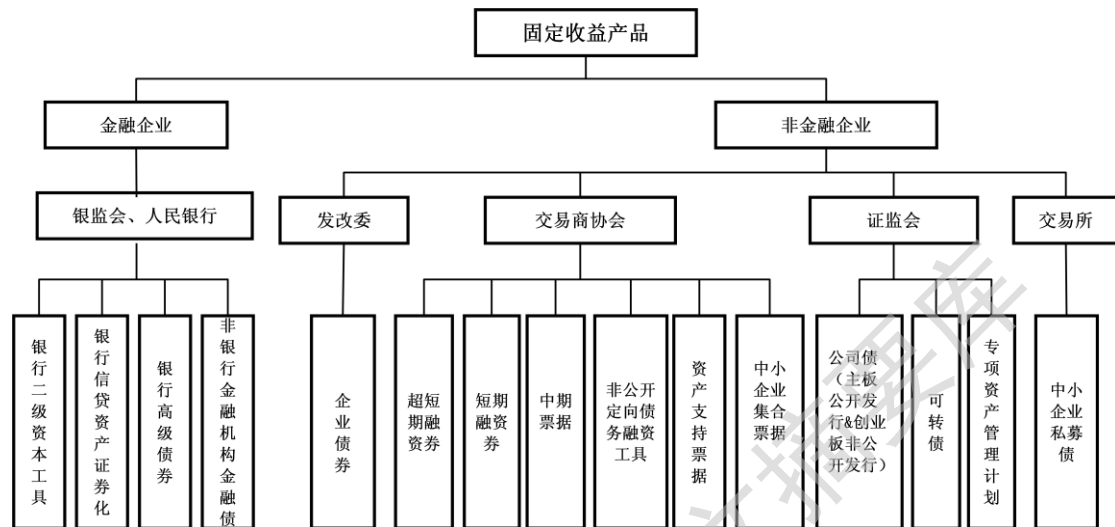 固定收益产品
金融企业
非金融企业
银监会、人民银行
发改委
交易商协会
证监会
交易所
银行二级资本工具
银行信贷资产证券化
银行高级债券
非银行金融机构金融债
企业债券
超短
期融
资券
短期
融资
券
中期
票据
非公开
定向债
务融资
工具
资产支持票据
中小
企业
集合
票据
公司债
（主板
公开发
行&创业
板非公
开发行）
可转债
专项资产管理计划
中小
企业
私募
债
摘要库